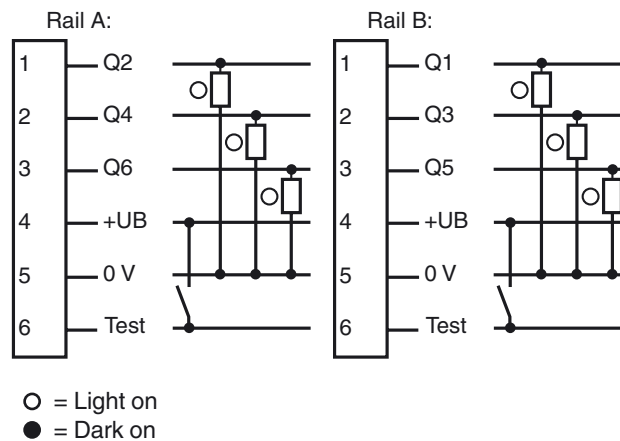 Rail A:
1 Q2
2 Q4
3 Q6
4 +UB
5 0 V
6 Test
Rail B:
1 Q1
2 Q3
3 Q5
4 +UB
5 0 V
6 Test
= Light on
= Dark on